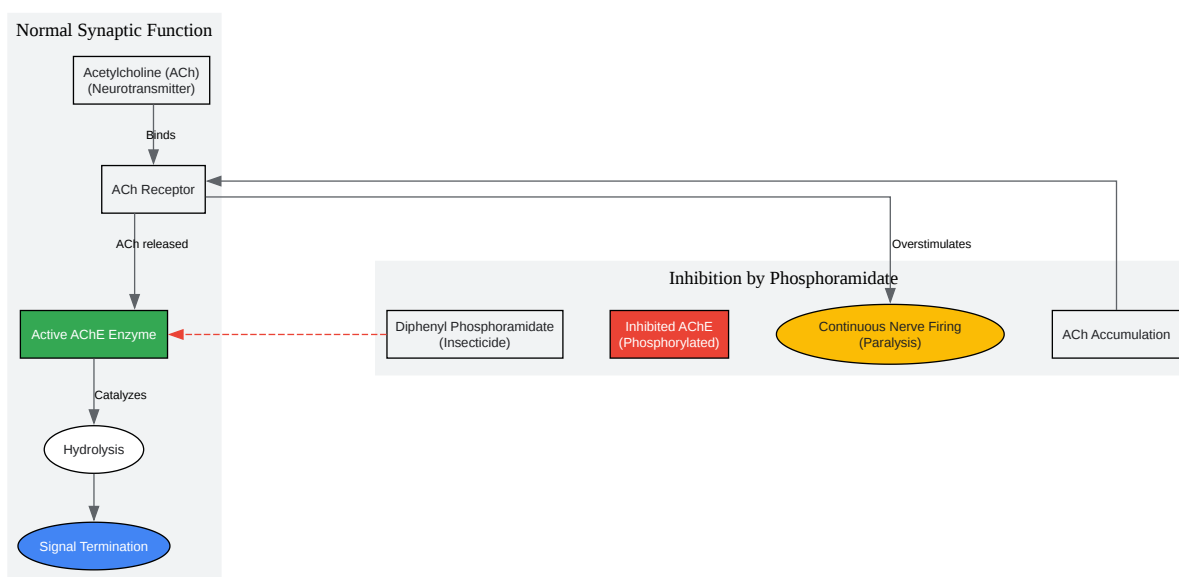 Normal Synaptic Function
Acetylcholine (ACh)
(Neurotransmitter)
Binds
ACh Receptor
ACh released
Overstimulates
Inhibition by Phosphoramidate
Active AChE Enzyme
Diphenyl Phosphoramidate
(Insecticide)
Inhibited AChE
(Phosphorylated)
Continuous Nerve Firing
(Paralysis)
ACh Accumulation
Catalyzes
Hydrolysis
Signal Termination